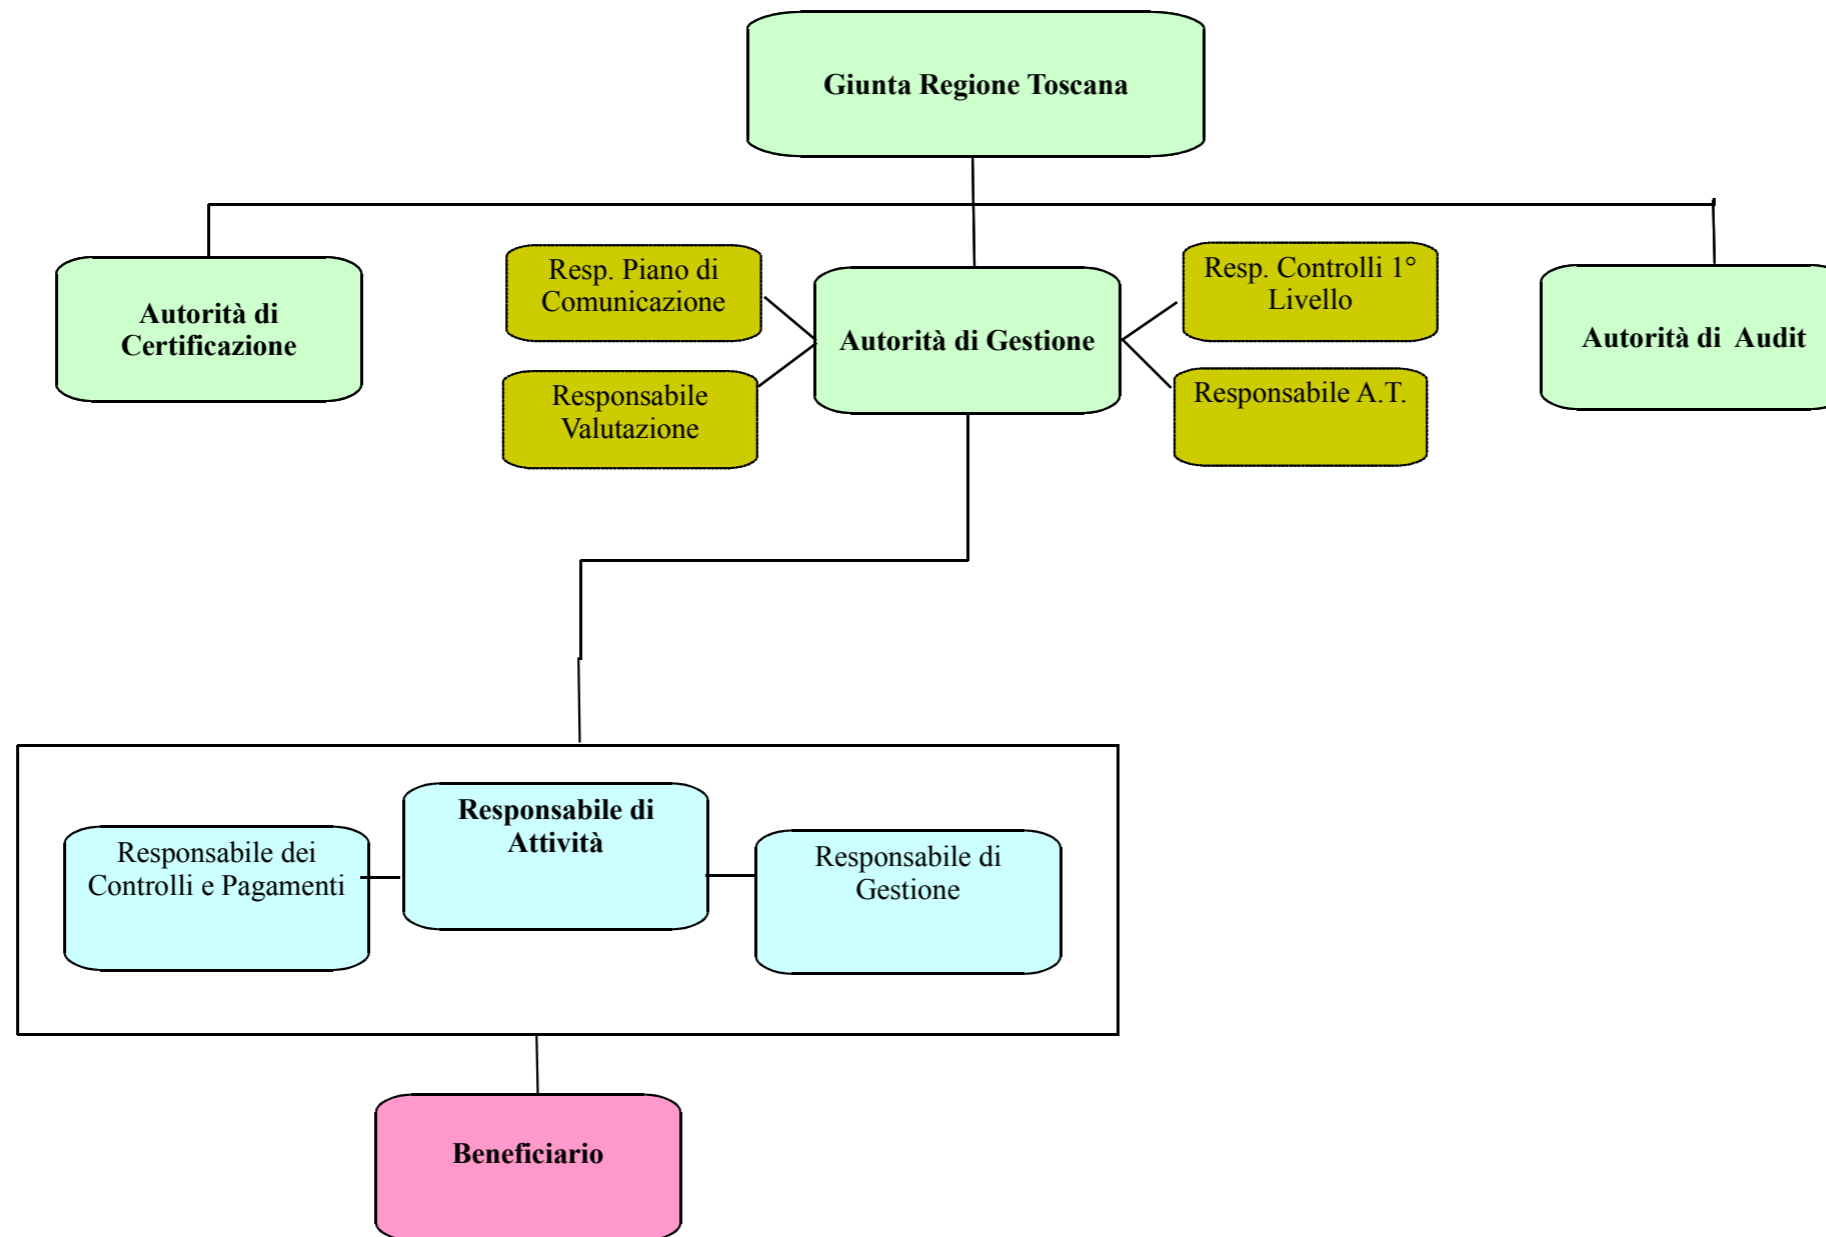 Giunta Regione Toscana
Autorità di
Certificazione
Resp. Piano di
Comunicazione
Responsabile
Valutazione
Autorità di Gestione
Resp. Controlli 1°
Livello
Responsabile A.T.
Autorità di  Audit
Responsabile dei
Controlli e Pagamenti
Responsabile di
Attività
Responsabile di
Gestione
Beneficiario